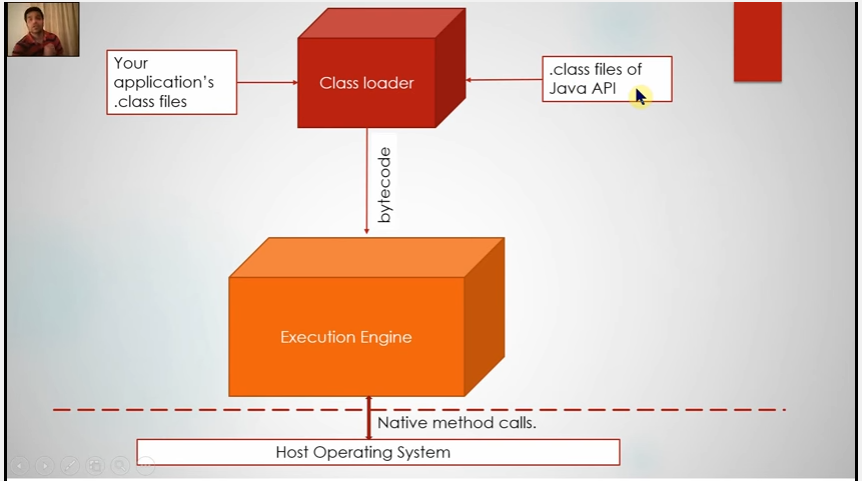 Your
application's
.class files
Class loader
.class files of
Java API
bytecode
Execution Engine
Native method calls.
Host Operating System